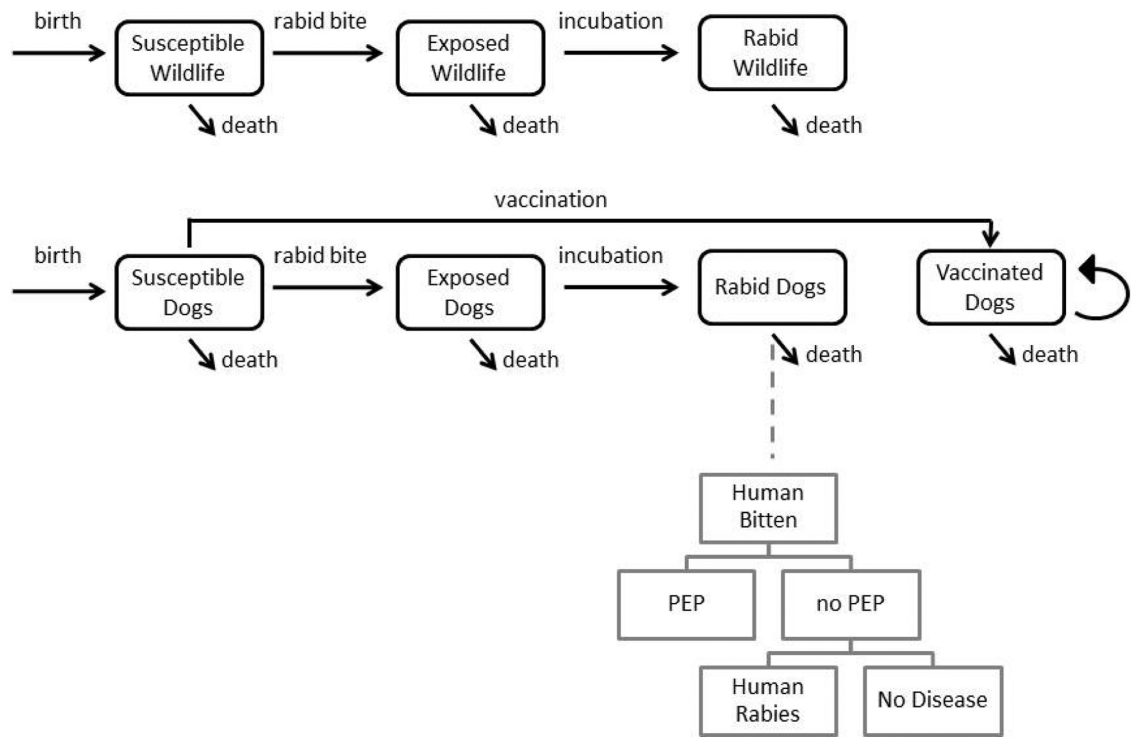 birth
rabid bite
incubation
Susceptible
Wildlife
Exposed
Wildlife
Rabid
Wildlife
death
death
death
vaccination
birth
rabid bite
incubation
Susceptible
Dogs
Exposed
Dogs
Rabid Dogs
Vaccinated
Dogs
death
death
death
death
Human
Bitten
PEP
no PEP
Human
Rabies
No Disease